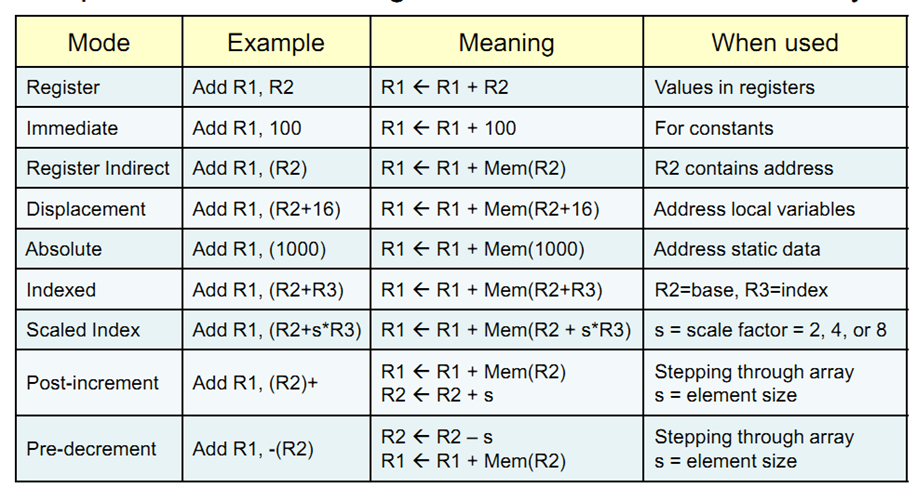 Mode Example Meaning When used
Register Add R1, R2 R1 ← R1 + R2 Values in registers
Immediate Add R1, 100 R1 ← R1 + 100 For constants
Register Indirect Add R1, (R2) R1 ← R1 + Mem(R2) R2 contains address
Displacement Add R1, (R2+16) R1 ← R1 + Mem(R2+16) Address local variables
Absolute Add R1, (1000) R1 ← R1 + Mem(1000) Address static data
Indexed Add R1, (R2+R3) R1 ← R1 + Mem(R2+R3) R2=base, R3=index
Scaled Index Add R1, (R2+s*R3) R1 ← R1 + Mem(R2 + s*R3) s = scale factor = 2, 4, or 8
Post-increment Add R1, (R2)+ R1 ← R1 + Mem(R2) Stepping through array
R2 ← R2 + s s = element size
Pre-decrement Add R1, -(R2) R2 ← R2 – s Stepping through array
R1 ← R1 + Mem(R2) s = element size